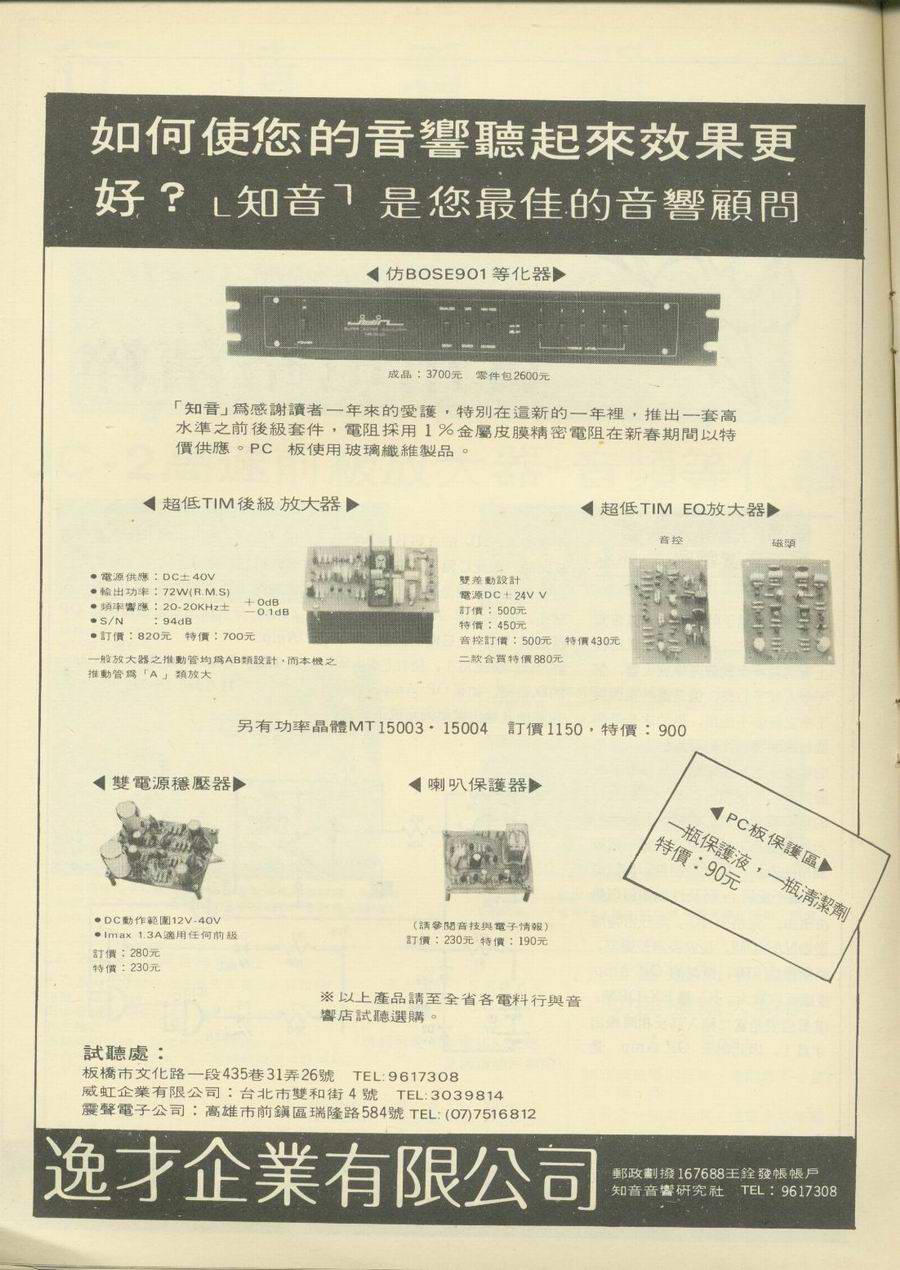 如何使您的音響聽起來效果更
好？「知音」是您最佳的音響顧問
◀仿BOSE901等化器▶
成品：3700元　零件包2600元
「知音」爲感謝讀者一年來的愛護，特別在這新的一年裡，推出一套高
水準之前後級套件，電阻採用1%金屬皮膜精密電阻在新春期間以特
價供應。PC 板使用玻璃纖維製品。
◀超低TIM後級 放大器▶
●電源供應：DC±40V
●輸出功率：72W(R.M.S)
●頻率響應：20-20KHz± +0dB −0.1dB
●S/N ：94dB
●訂價：820元　特價：700元
一般放大器之推動管均爲AB類設計，而本機之
推動管爲「A」類放大
◀超低TIM EQ放大器▶
音控　磁頭
雙差動設計
電源DC±24V V
訂價：500元
特價：450元
音控訂價：500元　特價430元
二款合買特價880元
另有功率晶體MT15003·15004　訂價1150，特價：900
◀雙電源穩壓器▶
●DC動作範圍12V-40V
●Imax 1.3A適用任何前級
訂價：280元
特價：230元
◀喇叭保護器▶
(請參閱音技與電子情報)
訂價：230元 特價：190元
◀PC板保護區▶
一瓶保護液，一瓶清潔劑
特價：90元
※以上產品請至全省各電料行與音
響店試聽選購。
試聽處：
板橋市文化路一段435巷31弄26號　TEL:9617308
威虹企業有限公司：台北市雙和街4號　TEL:3039814
震聲電子公司：高雄市前鎮區瑞隆路584號 TEL:(07)7516812
逸才企業有限公司
郵政劃撥167688王銓發帳帳戶
知音音響研究社　TEL：9617308